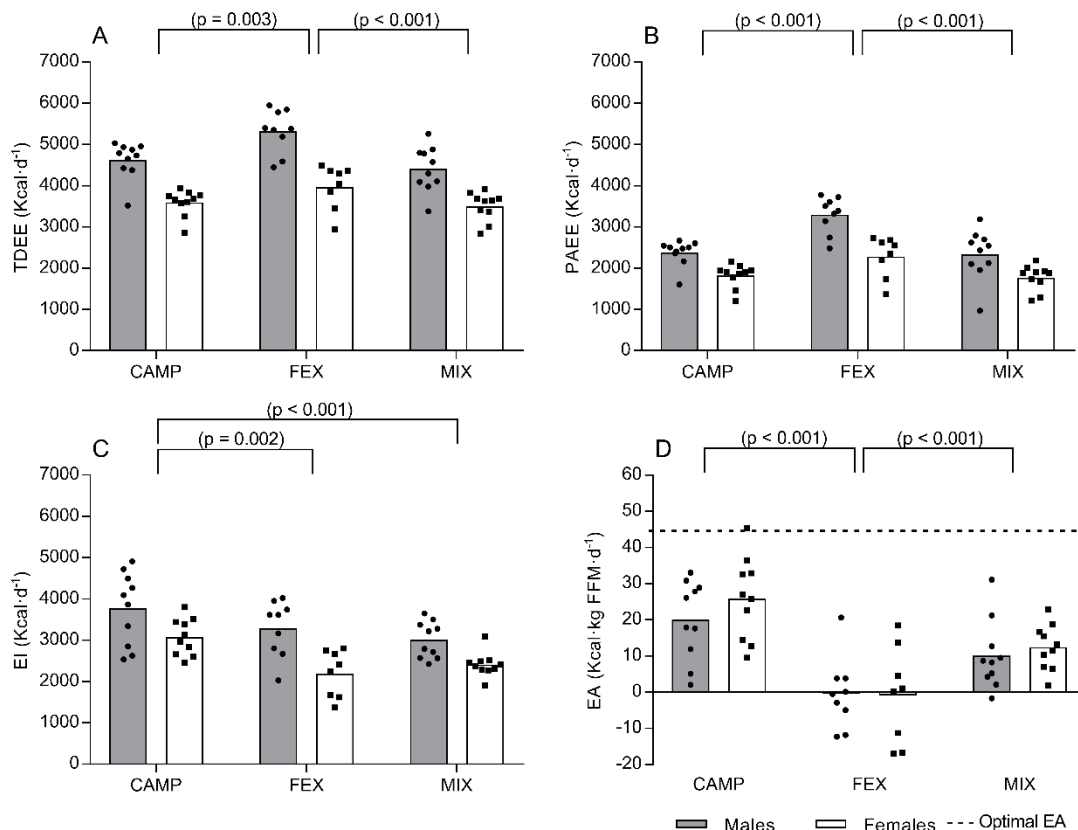 A
(p = 0.003)
(p < 0.001)
TDEE (Kcal·d⁻¹)
7000
6000
5000
4000
3000
2000
1000
0
CAMP
FEX
MIX
B
(p < 0.001)
(p < 0.001)
PAEE (Kcal·d⁻¹)
7000
6000
5000
4000
3000
2000
1000
0
CAMP
FEX
MIX
C
(p < 0.001)
(p = 0.002)
EI (Kcal·d⁻¹)
7000
6000
5000
4000
3000
2000
1000
0
CAMP
FEX
MIX
D
(p < 0.001)
(p < 0.001)
EA (Kcal·kg FFM·d⁻¹)
60
50
40
30
20
10
0
-10
-20
CAMP
FEX
MIX
Males
Females
Optimal EA